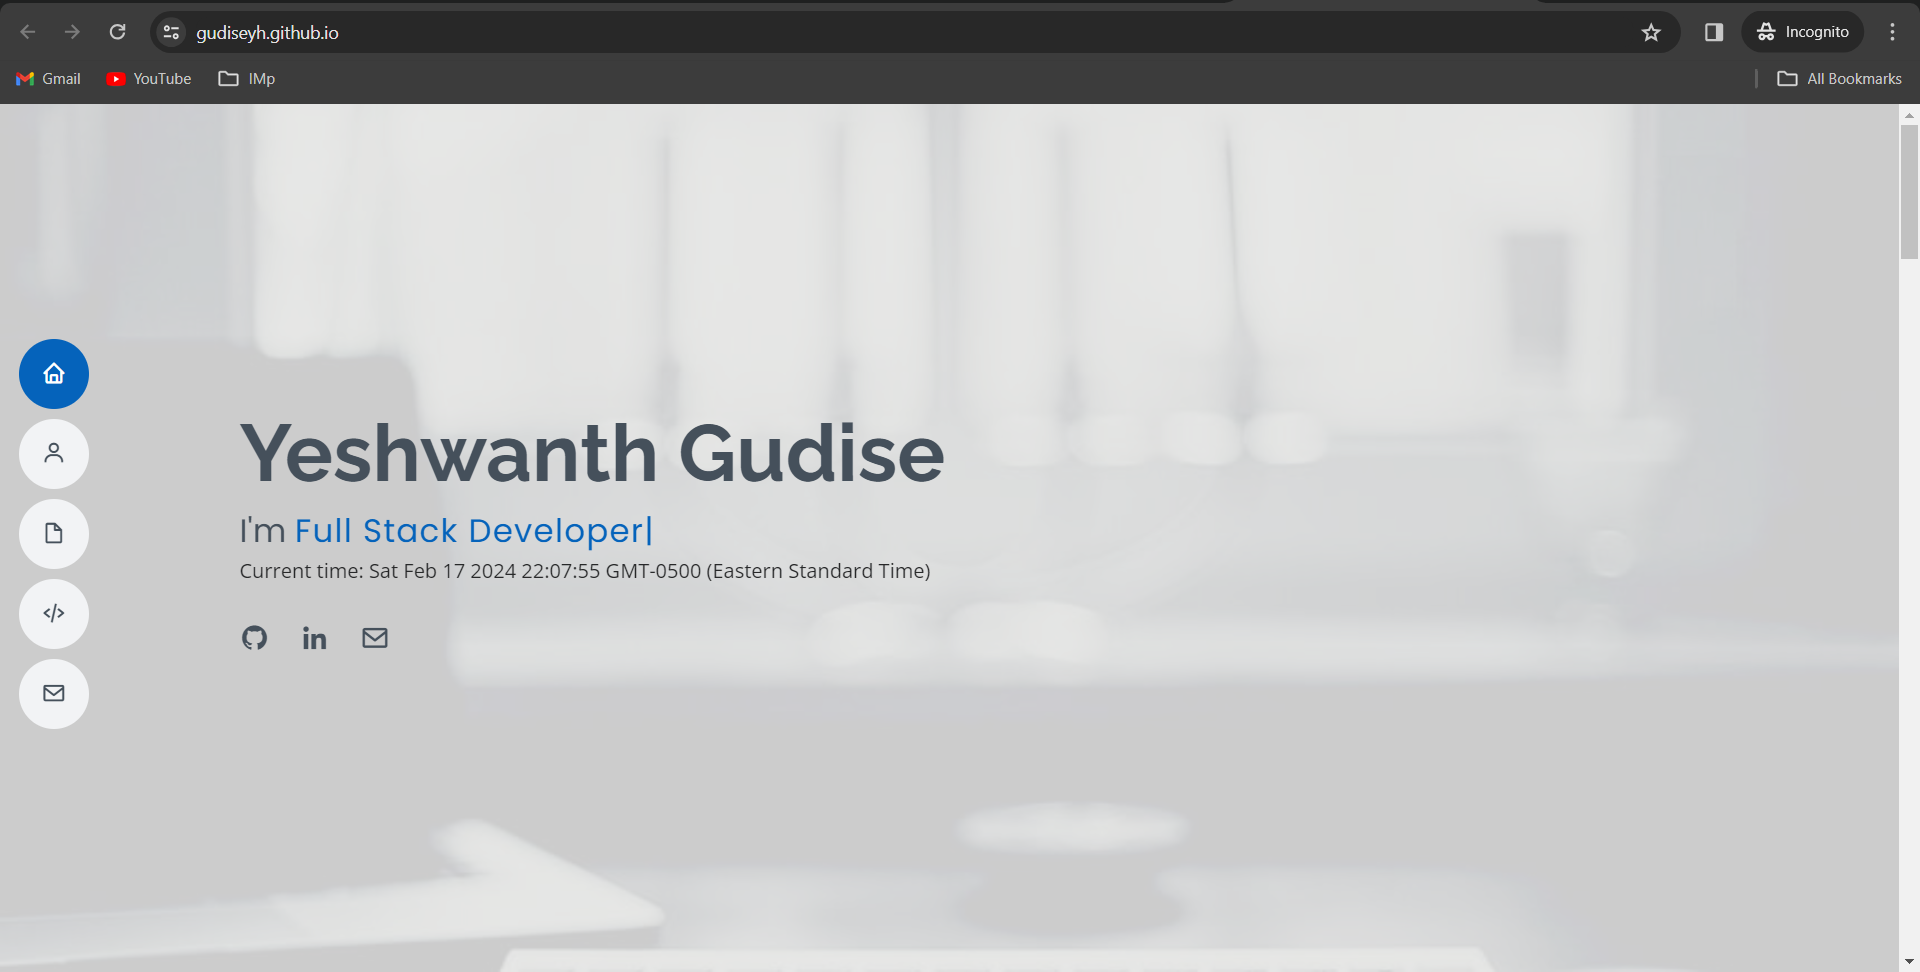 gudiseyh.github.io
Incognito
Gmail
YouTube
IMp
All Bookmarks
Yeshwanth Gudise
I'm Full Stack Developer|
Current time: Sat Feb 17 2024 22:07:55 GMT-0500 (Eastern Standard Time)
in